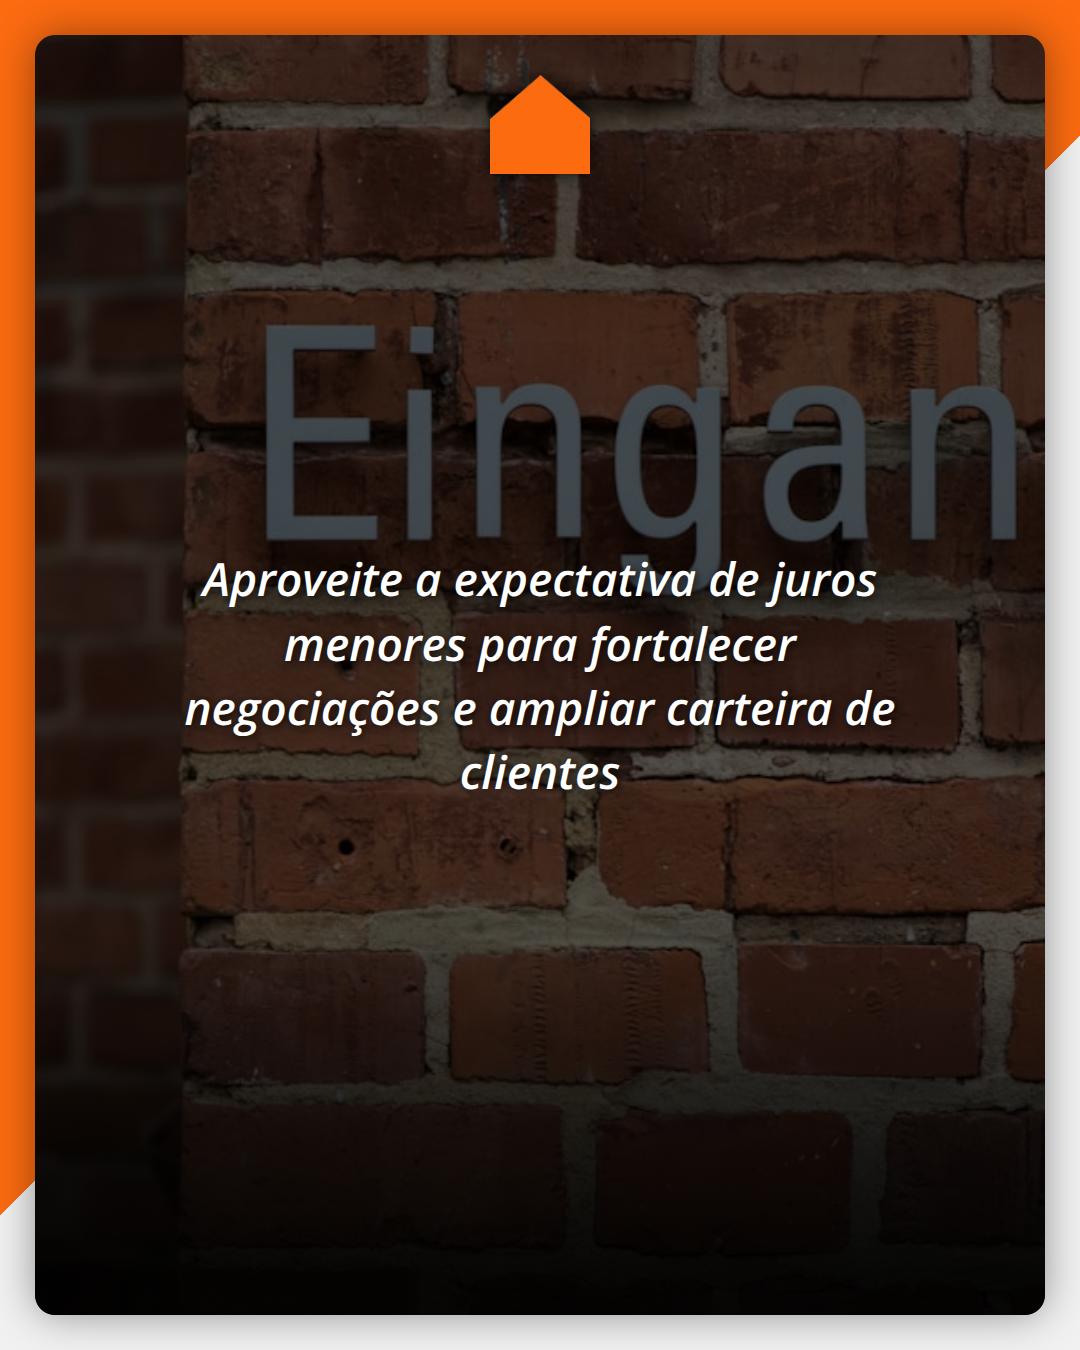 Eingan
Aproveite a expectativa de juros
menores para fortalecer
negociações e ampliar carteira de
clientes